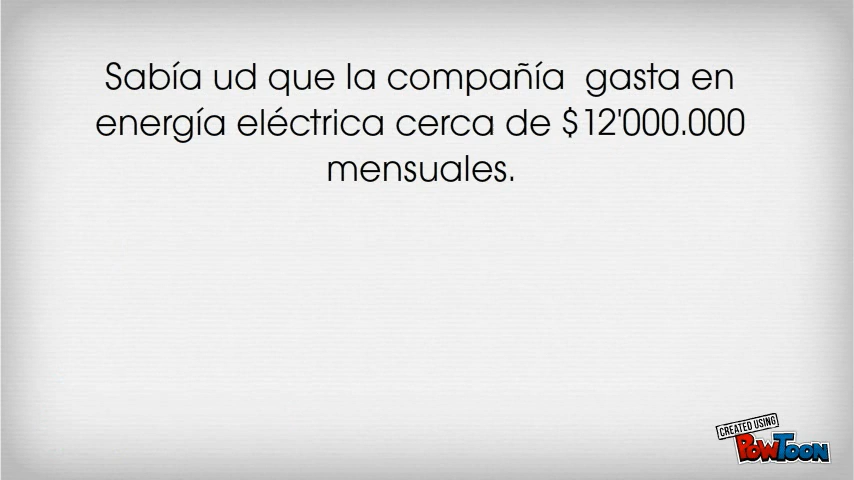 Sabía ud que la compañía  gasta en
energía eléctrica cerca de $12'000.000
mensuales.
CREATED USING
POWTOON